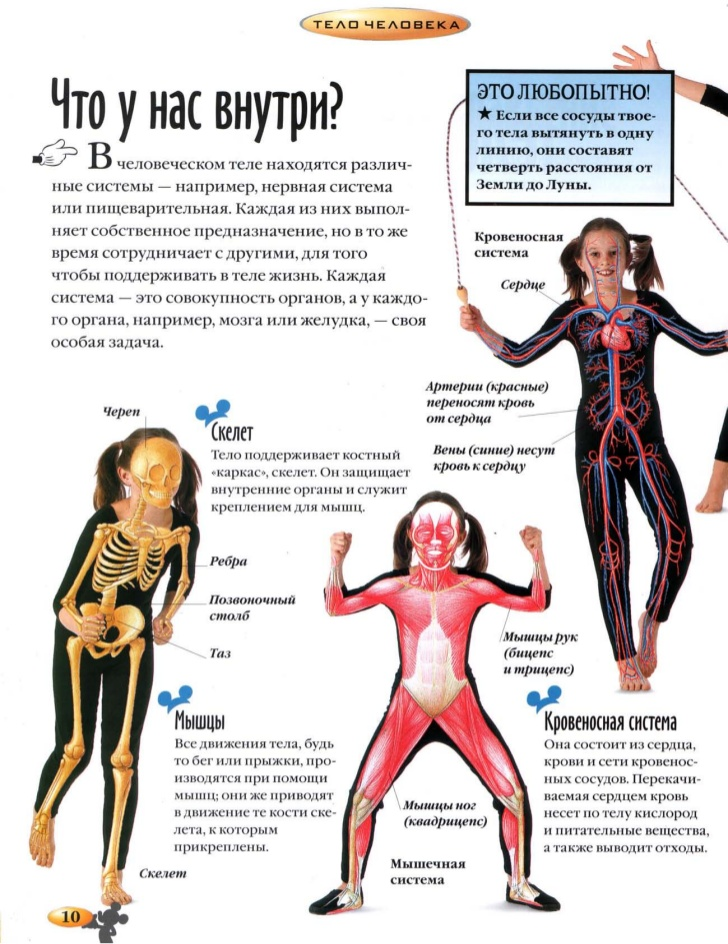 ТЕЛО ЧЕЛОВЕКА
Что у нас внутри?
В человеческом теле находятся различ-
ные системы — например, нервная система
или пищеварительная. Каждая из них выпол-
няет собственное предназначение, но в то же
время сотрудничает с другими, для того
чтобы поддерживать в теле жизнь. Каждая
система — это совокупность органов, а у каждо-
го органа, например, мозга или желудка, — своя
особая задача.
ЭТО ЛЮБОПЫТНО!
★ Если все сосуды твое-
го тела вытянуть в одну
линию, они составят
четверть расстояния от
Земли до Луны.
Кровеносная
система
Сердце
Артерии (красные)
переносят кровь
от сердца
Вены (синие) несут
кровь к сердцу
Череп
Скелет
Тело поддерживает костный
«каркас», скелет. Он защищает
внутренние органы и служит
креплением для мышц.
Ребра
Позвоночный
столб
Таз
Мышцы
Все движения тела, будь
то бег или прыжки, про-
изводятся при помощи
мышц; они же приводят
в движение те кости ске-
лета, к которым
прикреплены.
Скелет
Мышцы рук
(бицепс
и трицепс)
Мышцы ног
(квадрицепс)
Мышечная
система
Кровеносная система
Она состоит из сердца,
крови и сети кровенос-
ных сосудов. Перекачи-
ваемая сердцем кровь
несет по телу кислород
и питательные вещества,
а также выводит отходы.
10